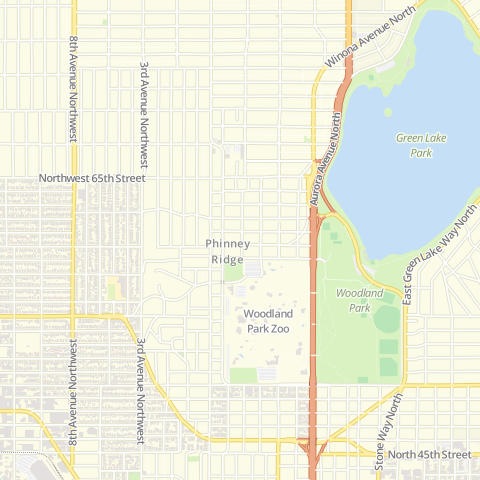 Winona Avenue North
8th Avenue Northwest
3rd Avenue Northwest
Aurora Avenue North
Green Lake
Park
Northwest 65th Street
East Green Lake Way North
Phinney
Ridge
Woodland
Park
Woodland
Park Zoo
8th Avenue Northwest
3rd Avenue Northwest
Stone Way North
North 45th Street